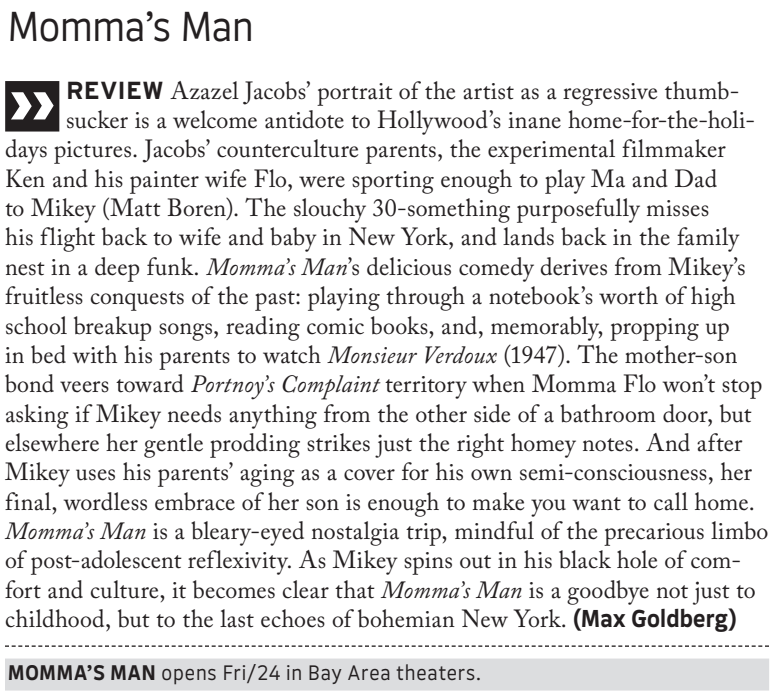 Momma's Man
REVIEW Azazel Jacobs' portrait of the artist as a regressive thumb-
sucker is a welcome antidote to Hollywood's inane home-for-the-holi-
days pictures. Jacobs' counterculture parents, the experimental filmmaker
Ken and his painter wife Flo, were sporting enough to play Ma and Dad
to Mikey (Matt Boren). The slouchy 30-something purposefully misses
his flight back to wife and baby in New York, and lands back in the family
nest in a deep funk. Momma's Man's delicious comedy derives from Mikey's
fruitless conquests of the past: playing through a notebook's worth of high
school breakup songs, reading comic books, and, memorably, propping up
in bed with his parents to watch Monsieur Verdoux (1947). The mother-son
bond veers toward Portnoy's Complaint territory when Momma Flo won't stop
asking if Mikey needs anything from the other side of a bathroom door, but
elsewhere her gentle prodding strikes just the right homey notes. And after
Mikey uses his parents' aging as a cover for his own semi-consciousness, her
final, wordless embrace of her son is enough to make you want to call home.
Momma's Man is a bleary-eyed nostalgia trip, mindful of the precarious limbo
of post-adolescent reflexivity. As Mikey spins out in his black hole of com-
fort and culture, it becomes clear that Momma's Man is a goodbye not just to
childhood, but to the last echoes of bohemian New York. (Max Goldberg)
MOMMA'S MAN opens Fri/24 in Bay Area theaters.